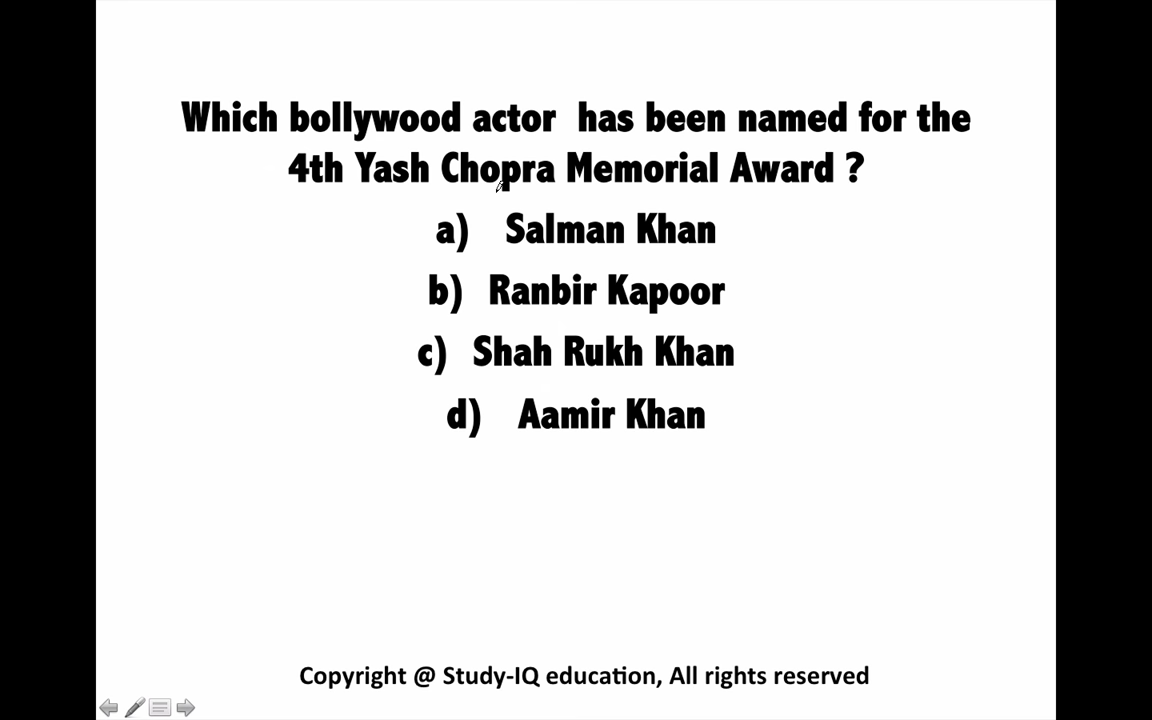 Which bollywood actor has been named for the
4th Yash Chopra Memorial Award ?
a) Salman Khan
b) Ranbir Kapoor
c) Shah Rukh Khan
d) Aamir Khan
Copyright @ Study-IQ education, All rights reserved